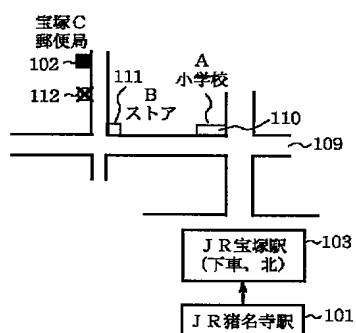 宝塚C
郵便局
102
112
111
B
ストア
A
小学校
110
109
JR宝塚駅
(下車、北)
103
JR猪名寺駅
101